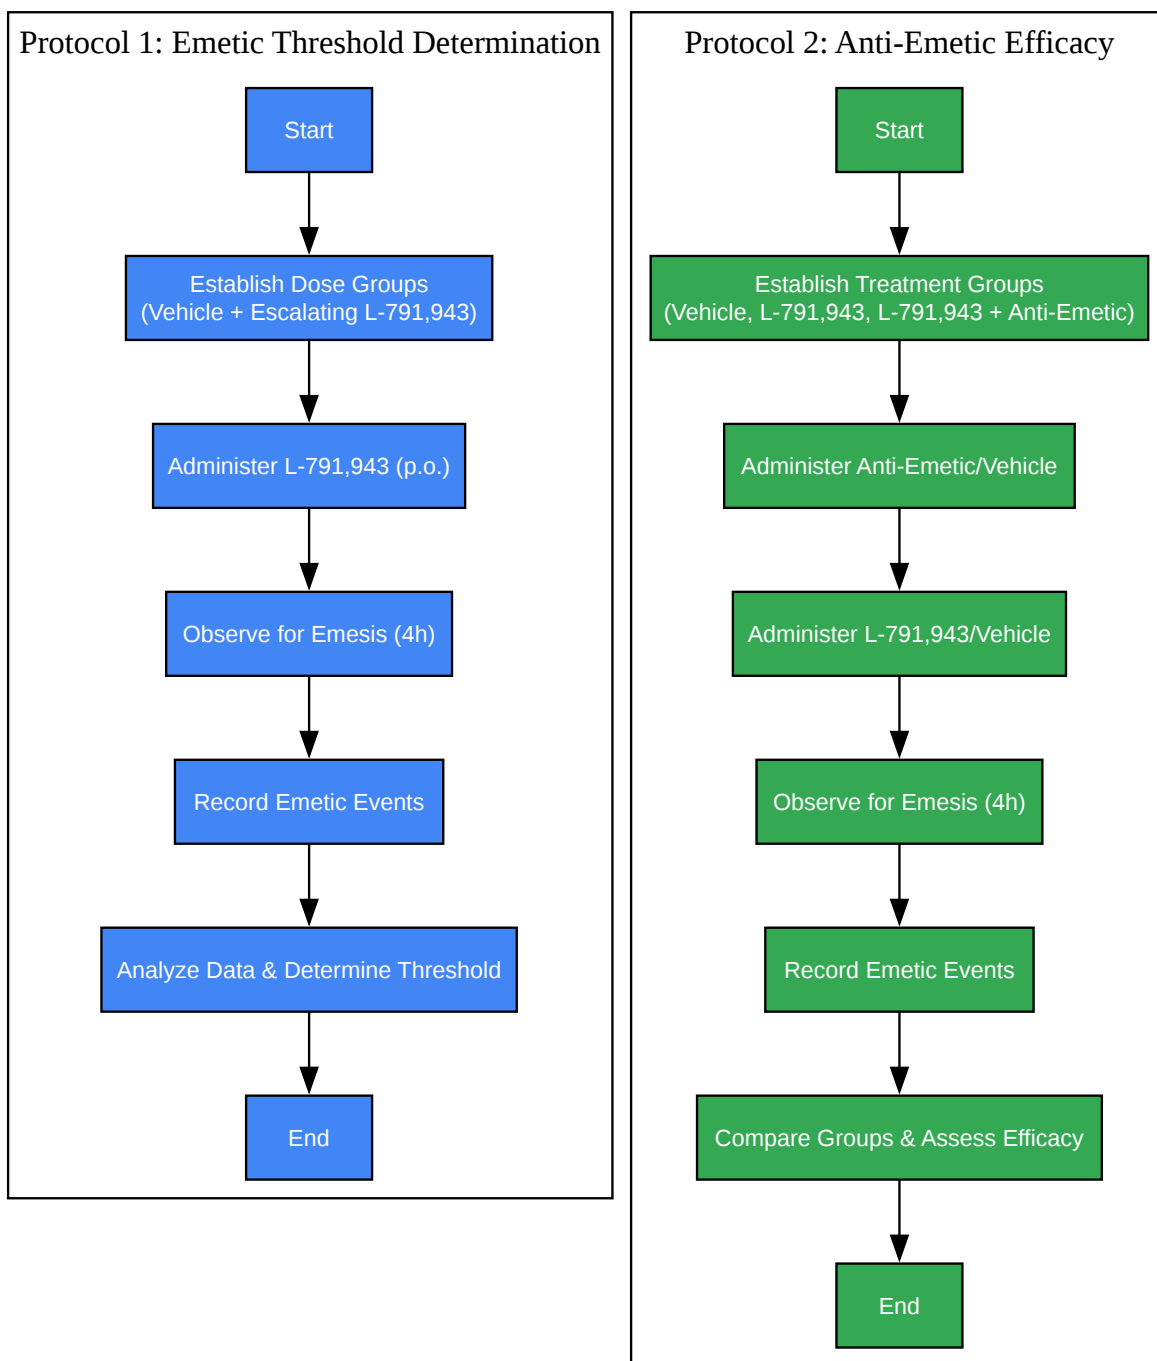 Protocol 1: Emetic Threshold Determination
Start
Establish Dose Groups
(Vehicle + Escalating L-791,943)
Administer L-791,943 (p.o.)
Observe for Emesis (4h)
Record Emetic Events
Analyze Data & Determine Threshold
End
Protocol 2: Anti-Emetic Efficacy
Start
Establish Treatment Groups
(Vehicle, L-791,943, L-791,943 + Anti-Emetic)
Administer Anti-Emetic/Vehicle
Administer L-791,943/Vehicle
Observe for Emesis (4h)
Record Emetic Events
Compare Groups & Assess Efficacy
End